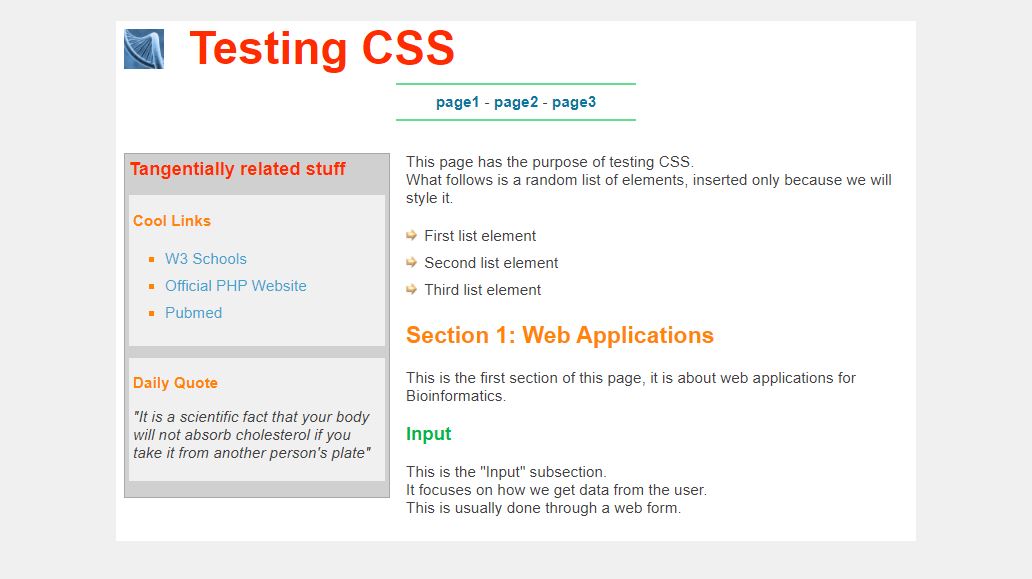 Testing CSS
page1 - page2 - page3
Tangentially related stuff
Cool Links
W3 Schools
Official PHP Website
Pubmed
Daily Quote
"It is a scientific fact that your body
will not absorb cholesterol if you
take it from another person's plate"
This page has the purpose of testing CSS.
What follows is a random list of elements, inserted only because we will
style it.
First list element
Second list element
Third list element
Section 1: Web Applications
This is the first section of this page, it is about web applications for
Bioinformatics.
Input
This is the "Input" subsection.
It focuses on how we get data from the user.
This is usually done through a web form.